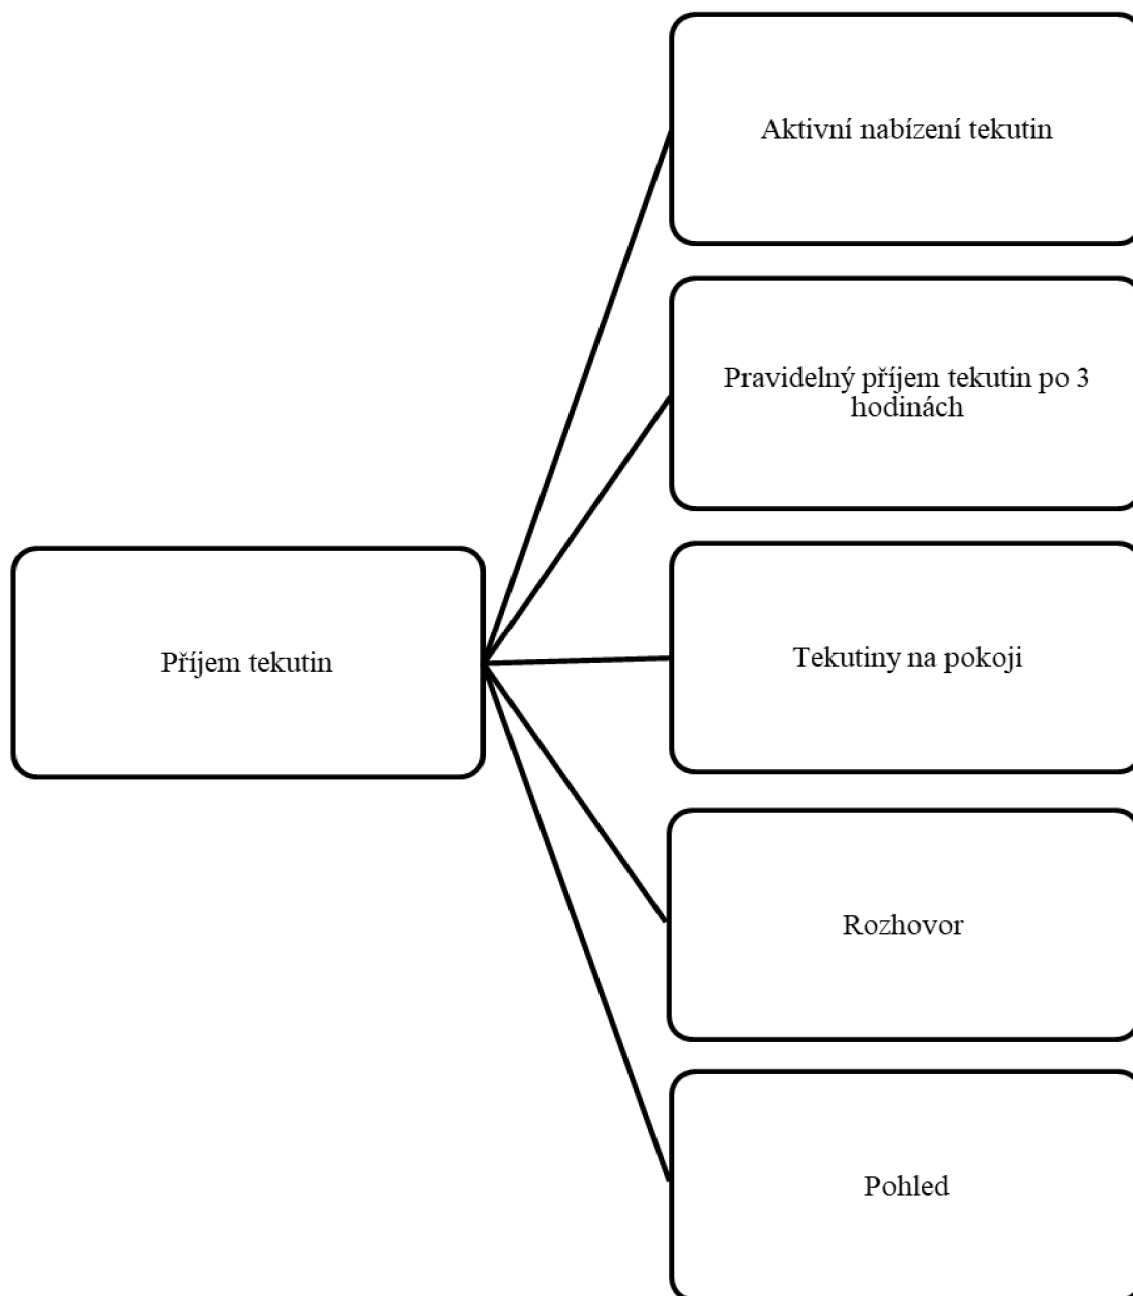 Aktivní nabízení tekutin
Pravidelný příjem tekutin po 3
hodinách
Příjem tekutin
Tekutiny na pokoji
Rozhovor
Pohled